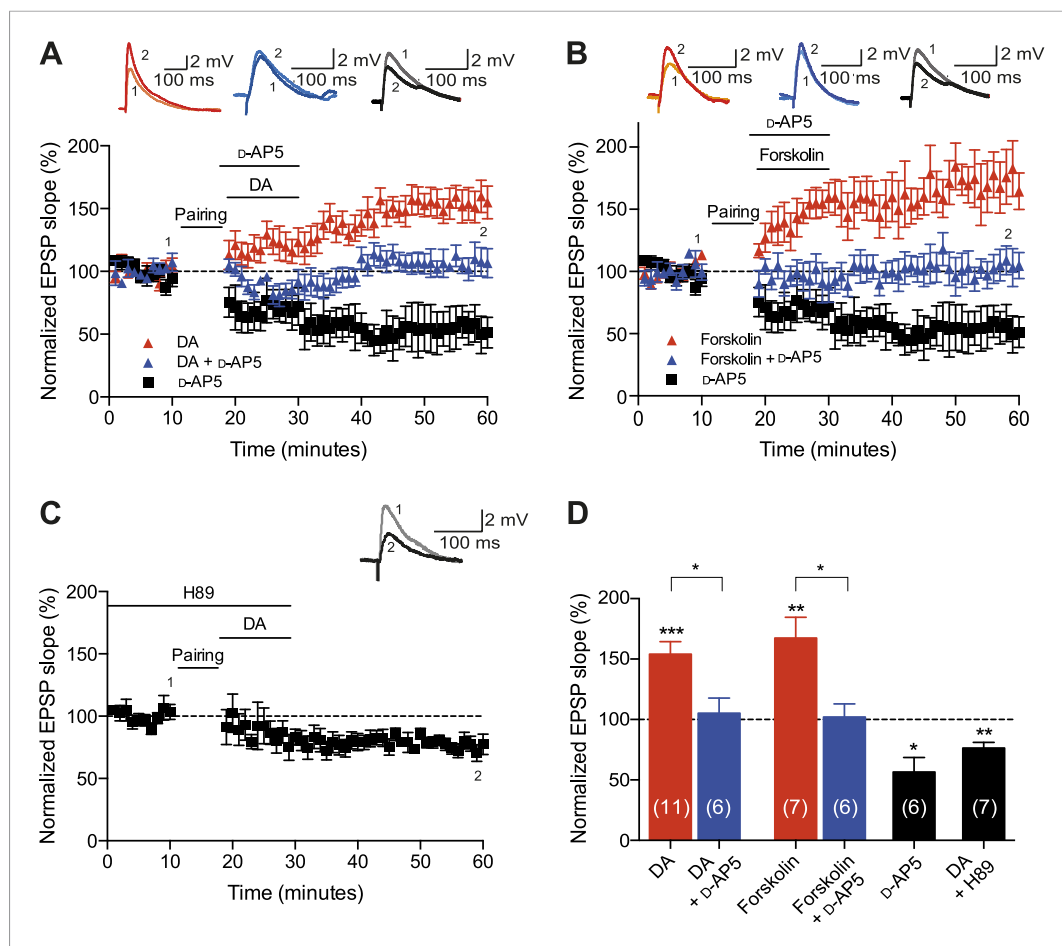 A
2
1
2 mV
100 ms
2
1
2 mV
100 ms
1
2
2 mV
100 ms
D-AP5
DA
Pairing
1
2
200
150
100
50
0
Normalized EPSP slope (%)
DA
DA + D-AP5
D-AP5
0 10 20 30 40 50 60
Time (minutes)
B
2
1
2 mV
100 ms
2
1
2 mV
100 ms
1
2
2 mV
100 ms
D-AP5
Forskolin
Pairing
1
2
200
150
100
50
0
Normalized EPSP slope (%)
Forskolin
Forskolin + D-AP5
D-AP5
0 10 20 30 40 50 60
Time (minutes)
C
1
2
2 mV
100 ms
H89
DA
Pairing
1
2
200
150
100
50
0
Normalized EPSP slope (%)
0 10 20 30 40 50 60
Time (minutes)
D
200
150
100
50
0
Normalized EPSP slope (%)
* *
*** ** * **
(11) (6) (7) (6) (6) (7)
DA
DA
+ D-AP5
Forskolin
Forskolin
+ D-AP5
D-AP5
DA
+ H89